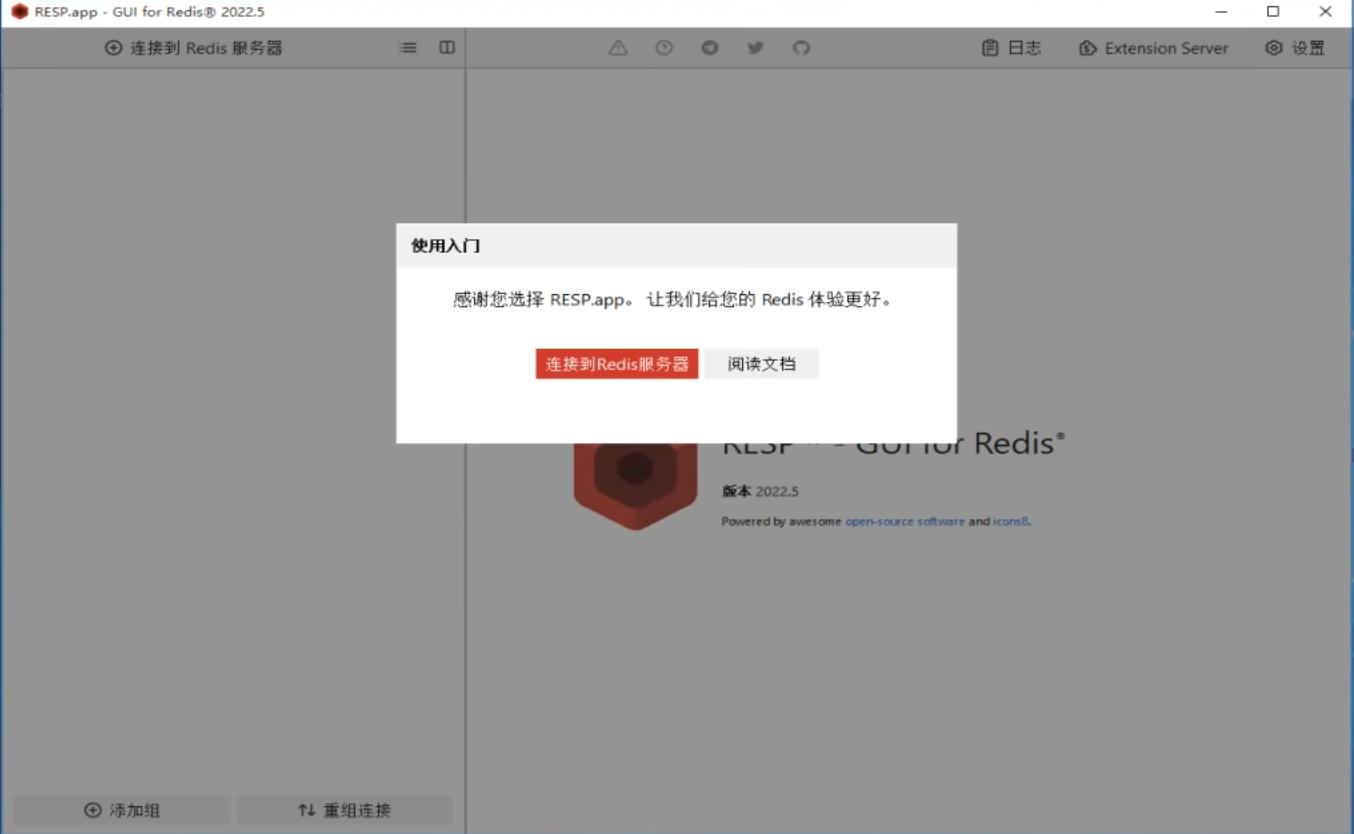 RESP.app - GUI for Redis® 2022.5
连接到 Redis 服务器
日志
Extension Server
设置
使用入门
感谢您选择 RESP.app。 让我们给您的 Redis 体验更好。
连接到Redis服务器
阅读文档
RESP - GUI for Redis®
版本 2022.5
Powered by awesome open-source software and icons8.
添加组
重组连接